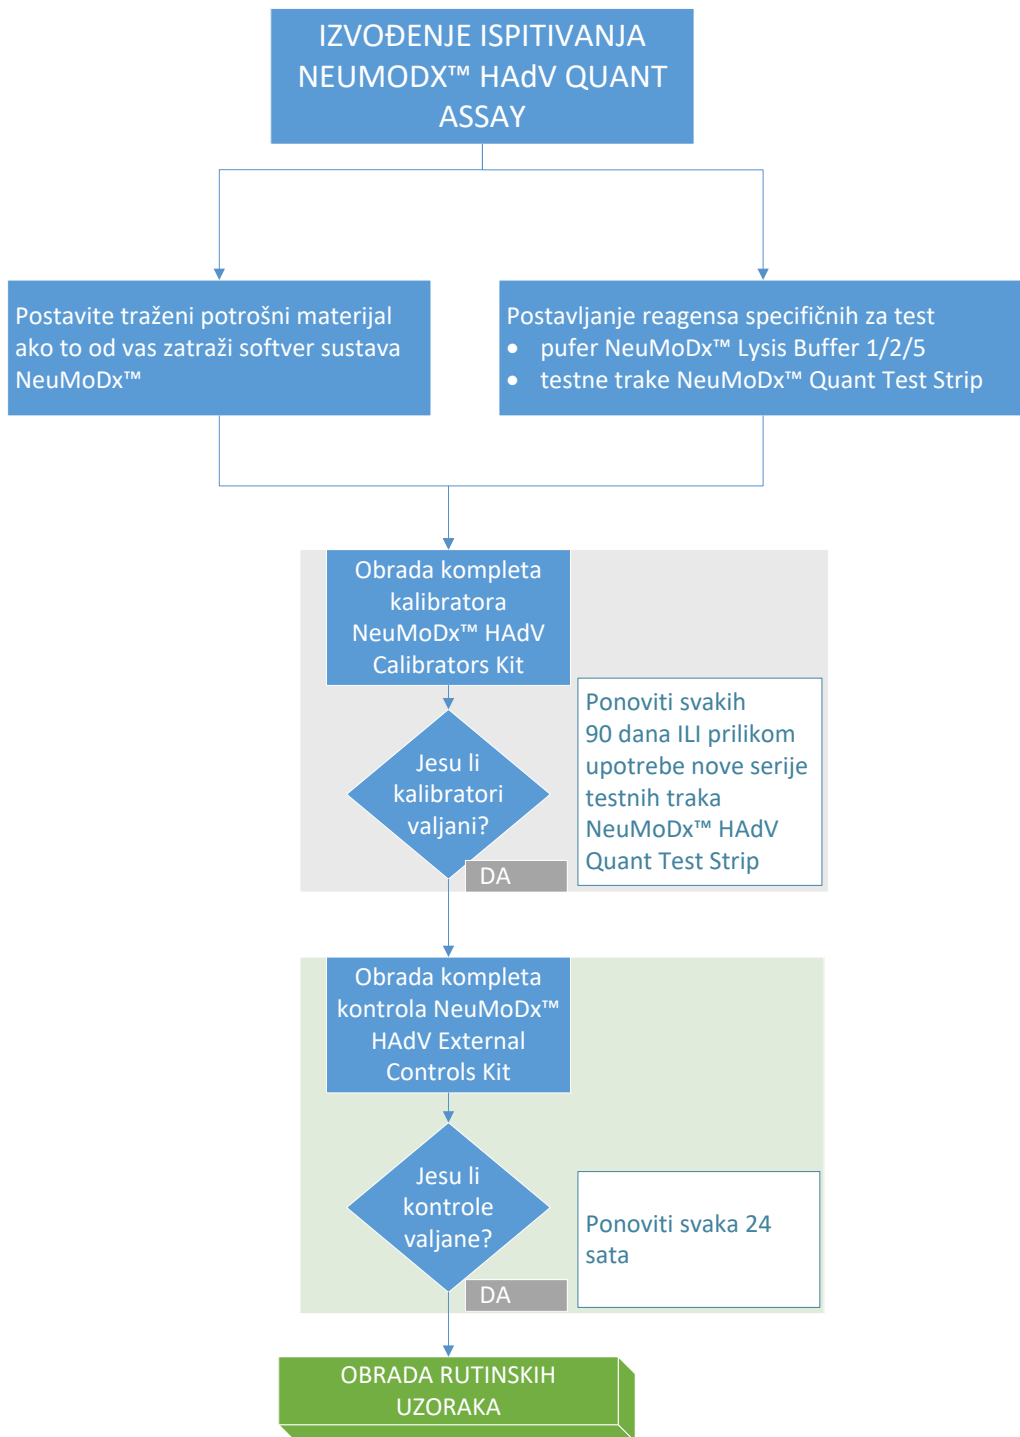 IZVOĐENJE ISPITIVANJA
NEUMODX™ HAdV QUANT
ASSAY
Postavite traženi potrošni materijal
ako to od vas zatraži softver sustava
NeuMoDx™
Postavljanje reagensa specifičnih za test
• pufer NeuMoDx™ Lysis Buffer 1/2/5
• testne trake NeuMoDx™ Quant Test Strip
Obrada kompleta
kalibratora
NeuMoDx™ HAdV
Calibrators Kit
Ponoviti svakih
90 dana ILI prilikom
upotrebe nove serije
testnih traka
NeuMoDx™ HAdV
Quant Test Strip
Jesu li
kalibratori
valjani?
DA
Obrada kompleta
kontrola NeuMoDx™
HAdV External
Controls Kit
Jesu li
kontrole
valjane?
Ponoviti svaka 24
sata
DA
OBRADA RUTINSKIH
UZORAKA